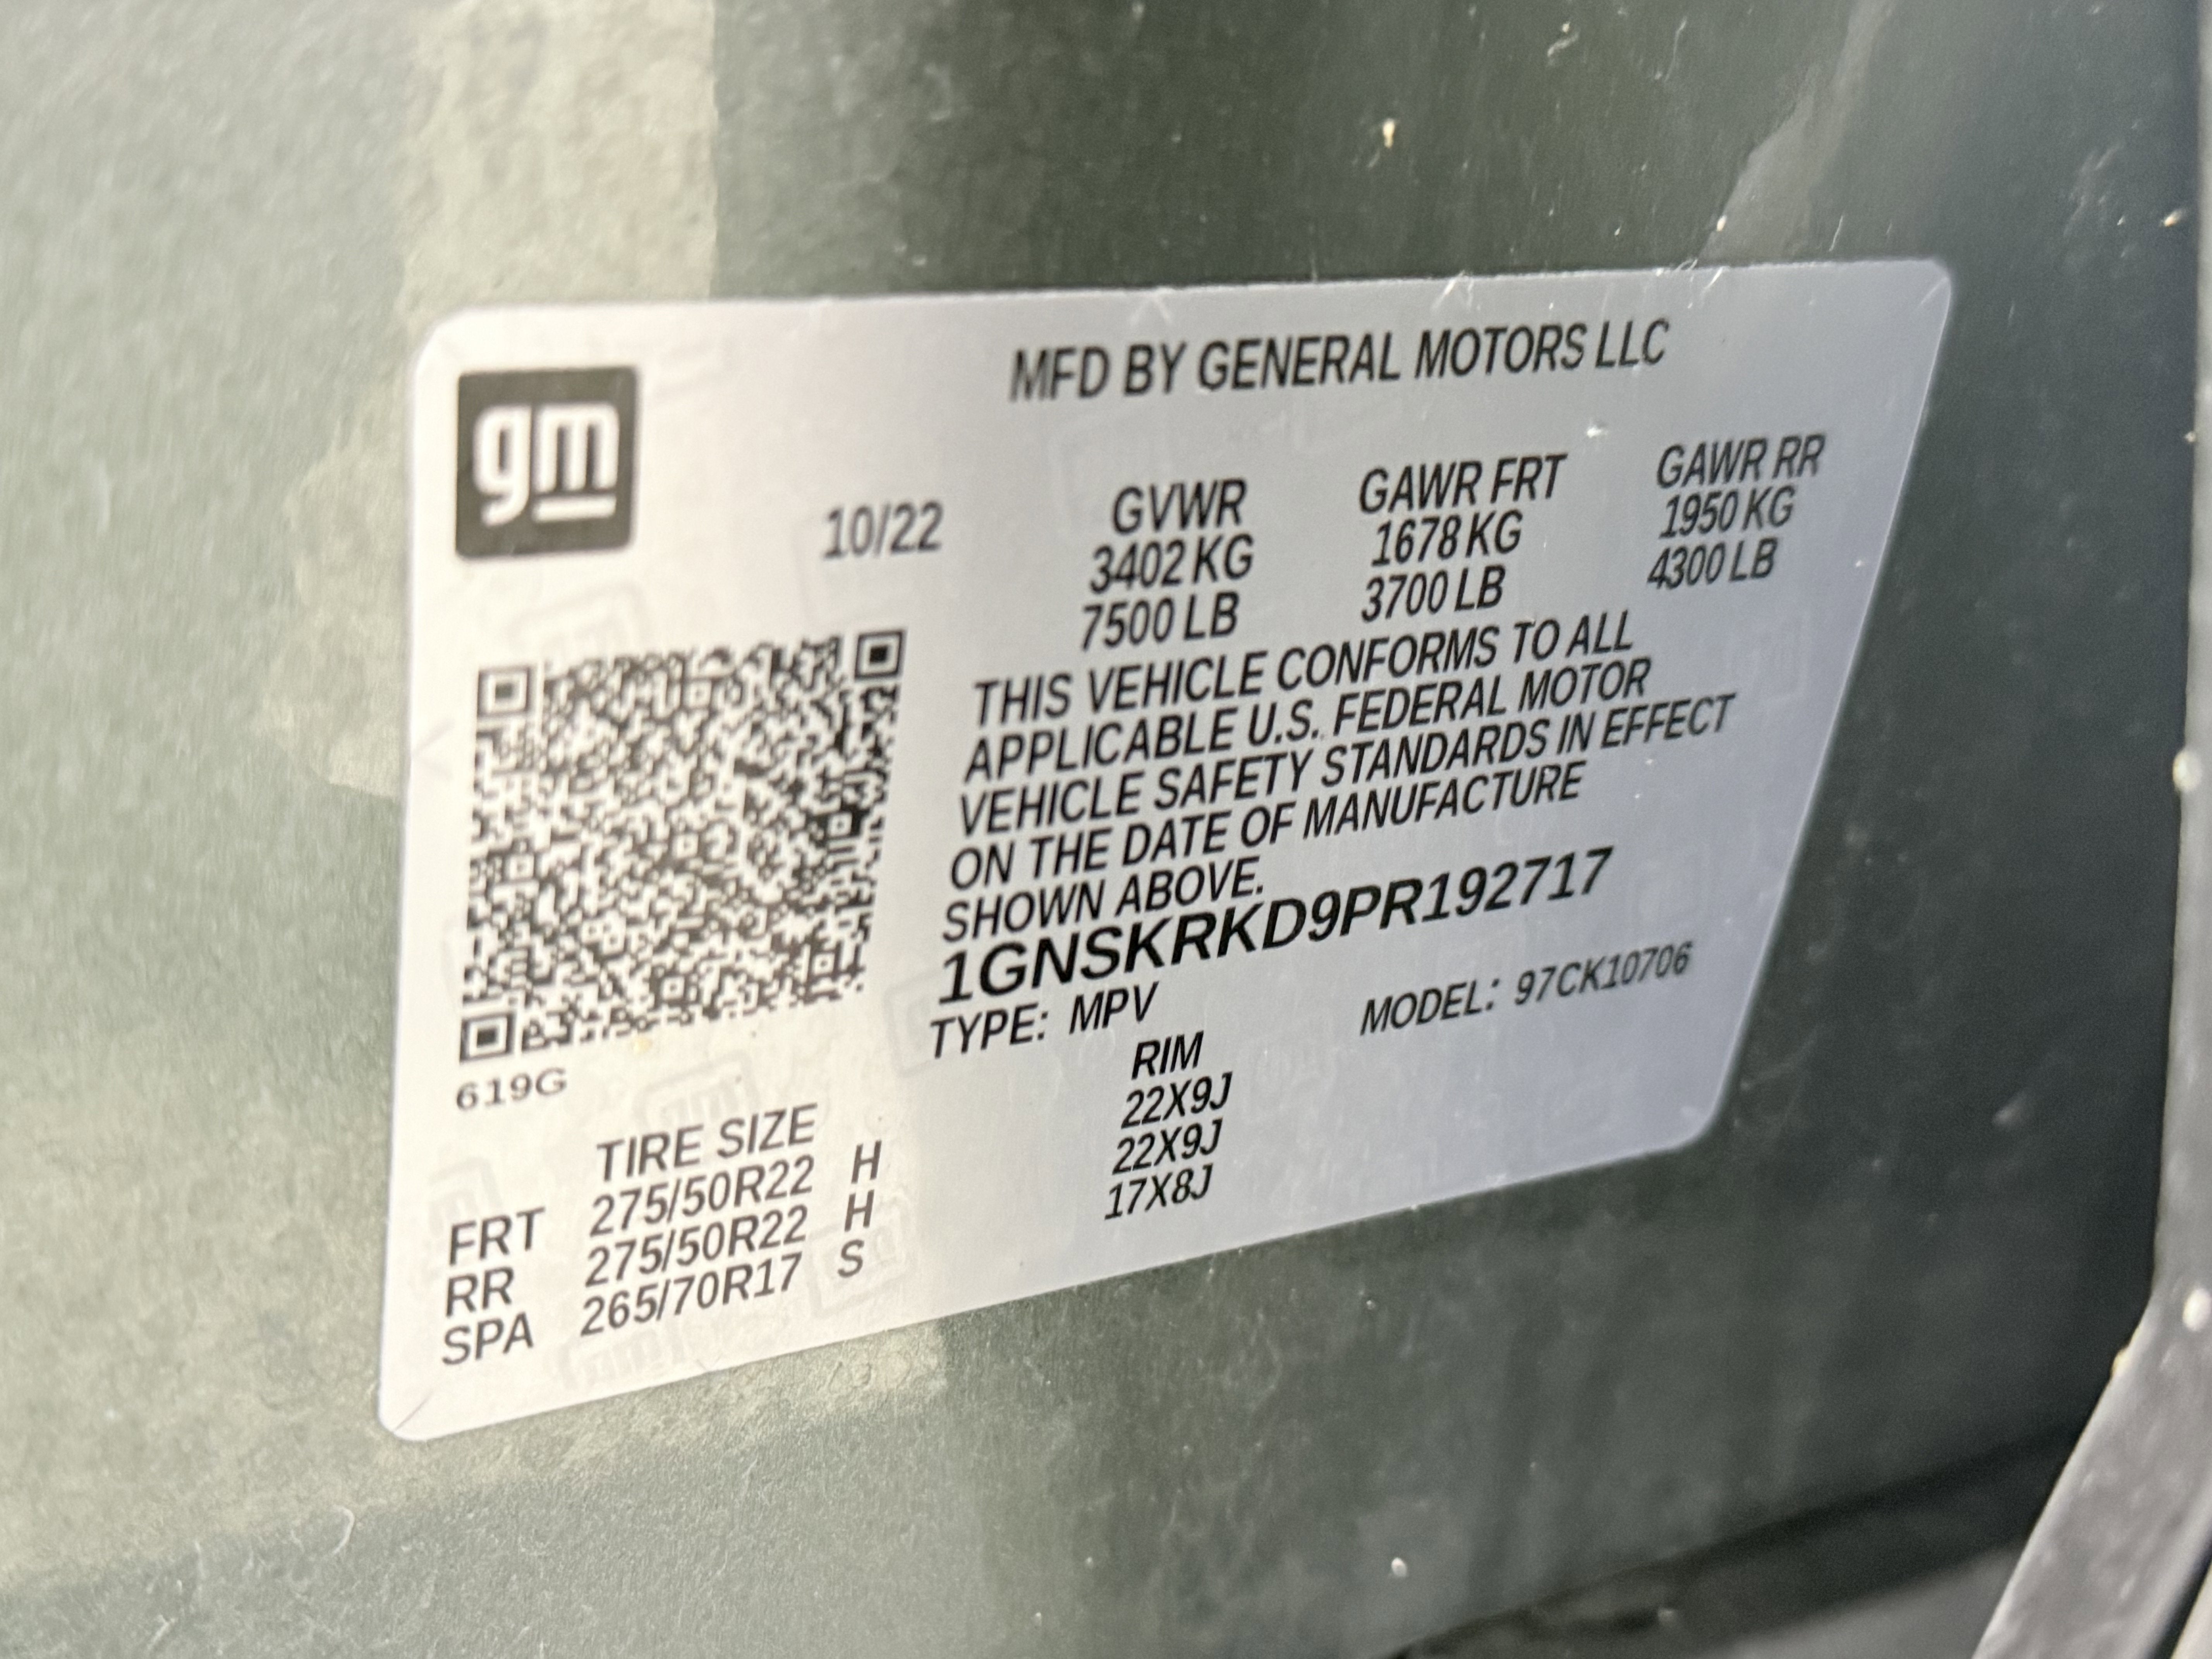 gm
MFD BY GENERAL MOTORS LLC
10/22 GVWR GAWR FRT GAWR RR
3402 KG 1678 KG 1950 KG
7500 LB 3700 LB 4300 LB
THIS VEHICLE CONFORMS TO ALL
APPLICABLE U.S. FEDERAL MOTOR
VEHICLE SAFETY STANDARDS IN EFFECT
ON THE DATE OF MANUFACTURE
SHOWN ABOVE.
1GNSKRKD9PR192717
TYPE: MPV MODEL: 97CK10706
619G
TIRE SIZE RIM
FRT 275/50R22 H 22X9J
RR 275/50R22 H 22X9J
SPA 265/70R17 S 17X8J